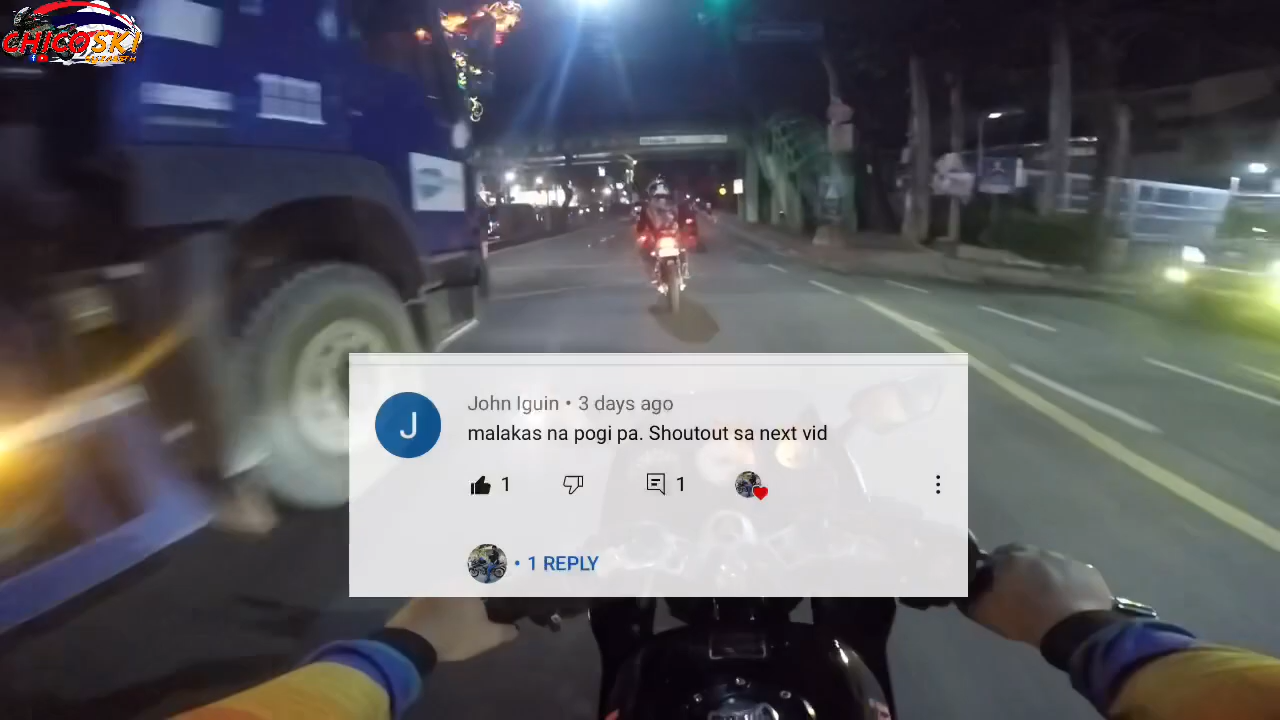 CHICOSKI
John Iguin • 3 days ago
malakas na pogi pa. Shoutout sa next vid
1
1
• 1 REPLY
J